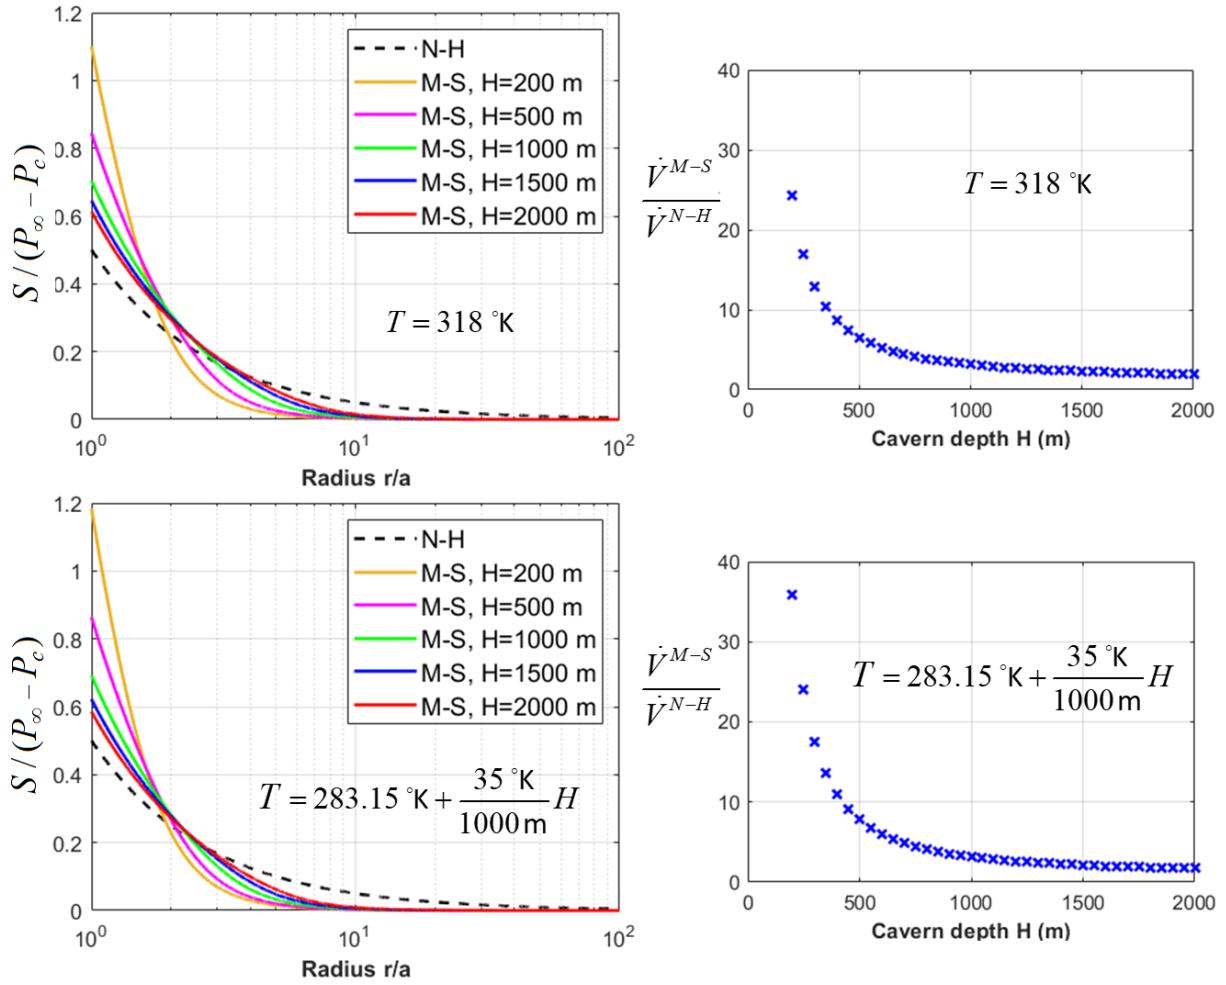 1.2
1
0.8
0.6
0.4
0.2
0
S / (P∞ − Pc)
N-H
M-S, H=200 m
M-S, H=500 m
M-S, H=1000 m
M-S, H=1500 m
M-S, H=2000 m
T = 318 °K
10^0 10^1 10^2
Radius r/a
40
30
20
10
0
V̇^{M−S}
V̇^{N−H}
T = 318 °K
0 500 1000 1500 2000
Cavern depth H (m)
1.2
1
0.8
0.6
0.4
0.2
0
S / (P∞ − Pc)
N-H
M-S, H=200 m
M-S, H=500 m
M-S, H=1000 m
M-S, H=1500 m
M-S, H=2000 m
T = 283.15 °K + 35 °K / 1000 m H
10^0 10^1 10^2
Radius r/a
40
30
20
10
0
V̇^{M−S}
V̇^{N−H}
T = 283.15 °K + 35 °K / 1000 m H
0 500 1000 1500 2000
Cavern depth H (m)